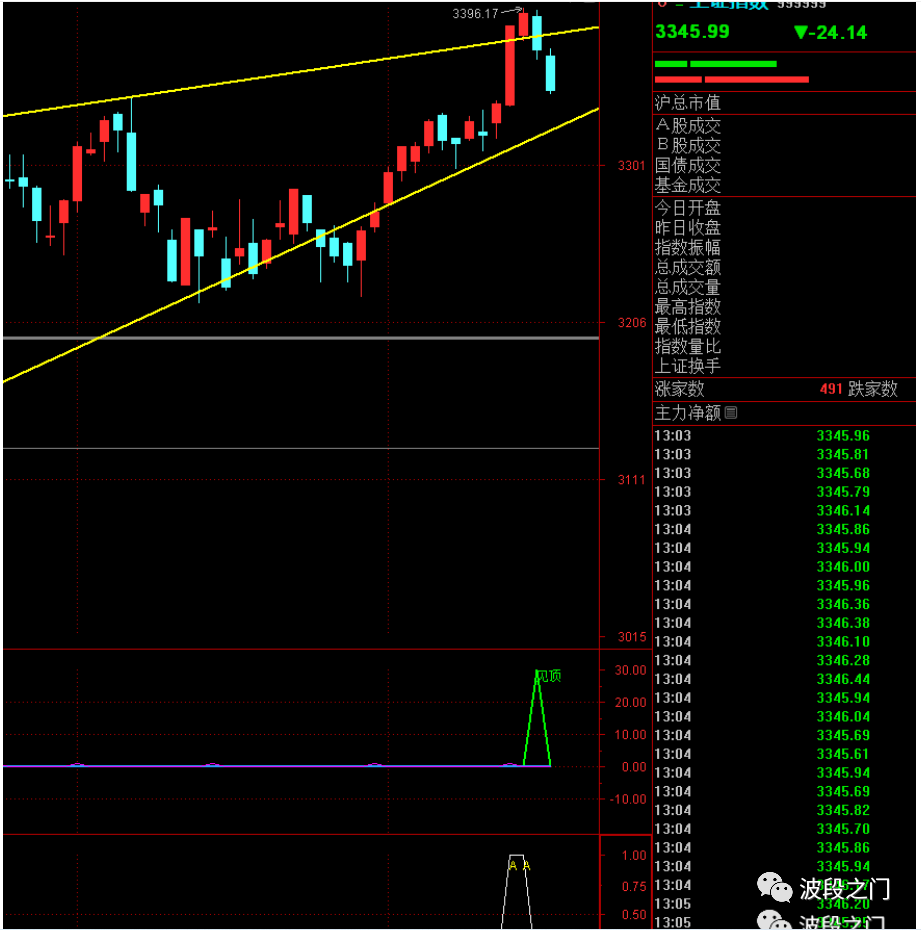 上证指数 999999
3345.99 ▼-24.14
沪总市值
A股成交
B股成交
国债成交
基金成交
今日开盘
昨日收盘
指数振幅
总成交额
总成交量
最高指数
最低指数
指数量比
上证换手
涨家数 491 跌家数
主力净额
13:03 3345.96
13:03 3345.81
13:03 3345.68
13:03 3345.79
13:03 3346.14
13:04 3345.86
13:04 3345.94
13:04 3346.00
13:04 3345.96
13:04 3346.36
13:04 3346.38
13:04 3346.10
13:04 3346.28
13:04 3346.44
13:04 3345.94
13:04 3346.04
13:04 3345.69
13:04 3345.61
13:04 3345.94
13:04 3345.69
13:04 3345.82
13:04 3345.70
13:04 3345.86
13:04 3345.94
13:04
13:05 3346.20
13:05
3396.17
3301
3206
3111
3015
见顶
30.00
20.00
10.00
0.00
-10.00
A A
1.00
0.75
0.50
波段之门
波段之门